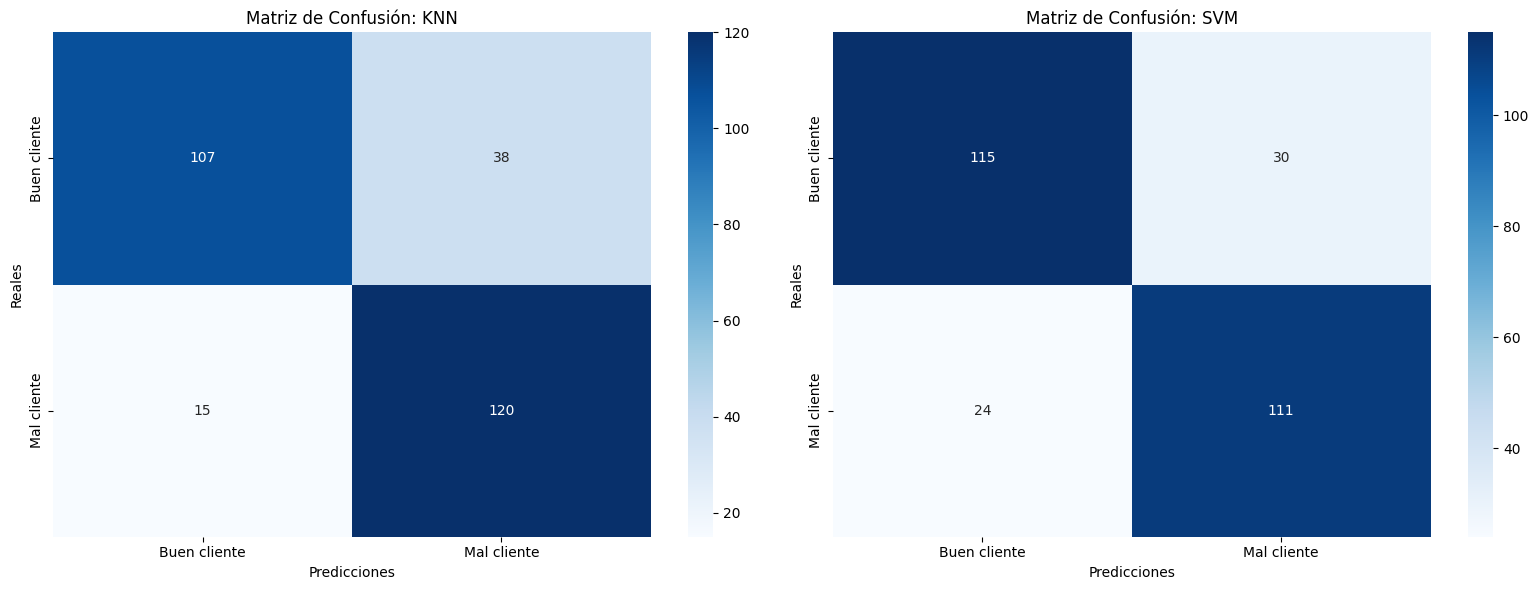 Matriz de Confusión: KNN
Buen cliente
Mal cliente
Reales
107
38
15
120
Buen cliente
Mal cliente
Predicciones
120
100
80
60
40
20
Matriz de Confusión: SVM
Buen cliente
Mal cliente
Reales
115
30
24
111
Buen cliente
Mal cliente
Predicciones
100
80
60
40